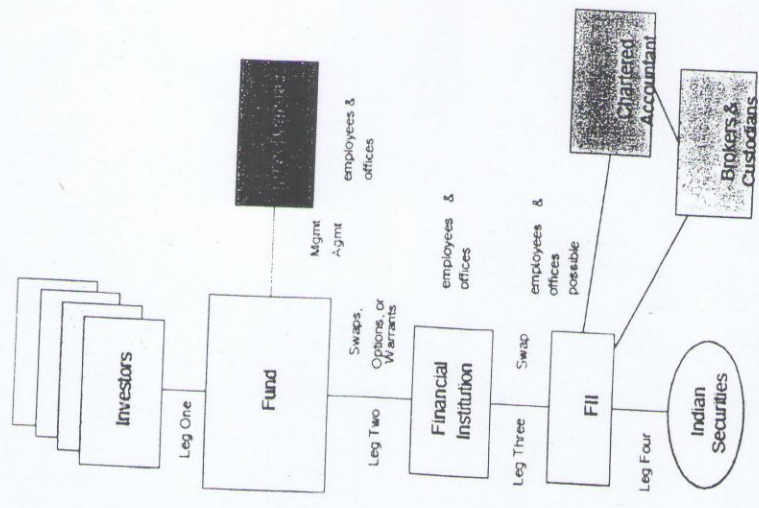 Investors
Leg One
Fund
Mgmt
Agmt
employees &
offices
Leg Two
Swaps,
Options, or
Warrants
Financial
Institution
employees &
offices
Leg Three
Swap
FII
employees &
offices
possible
Chartered
Accountant
Brokers &
Custodians
Leg Four
Indian
Securities